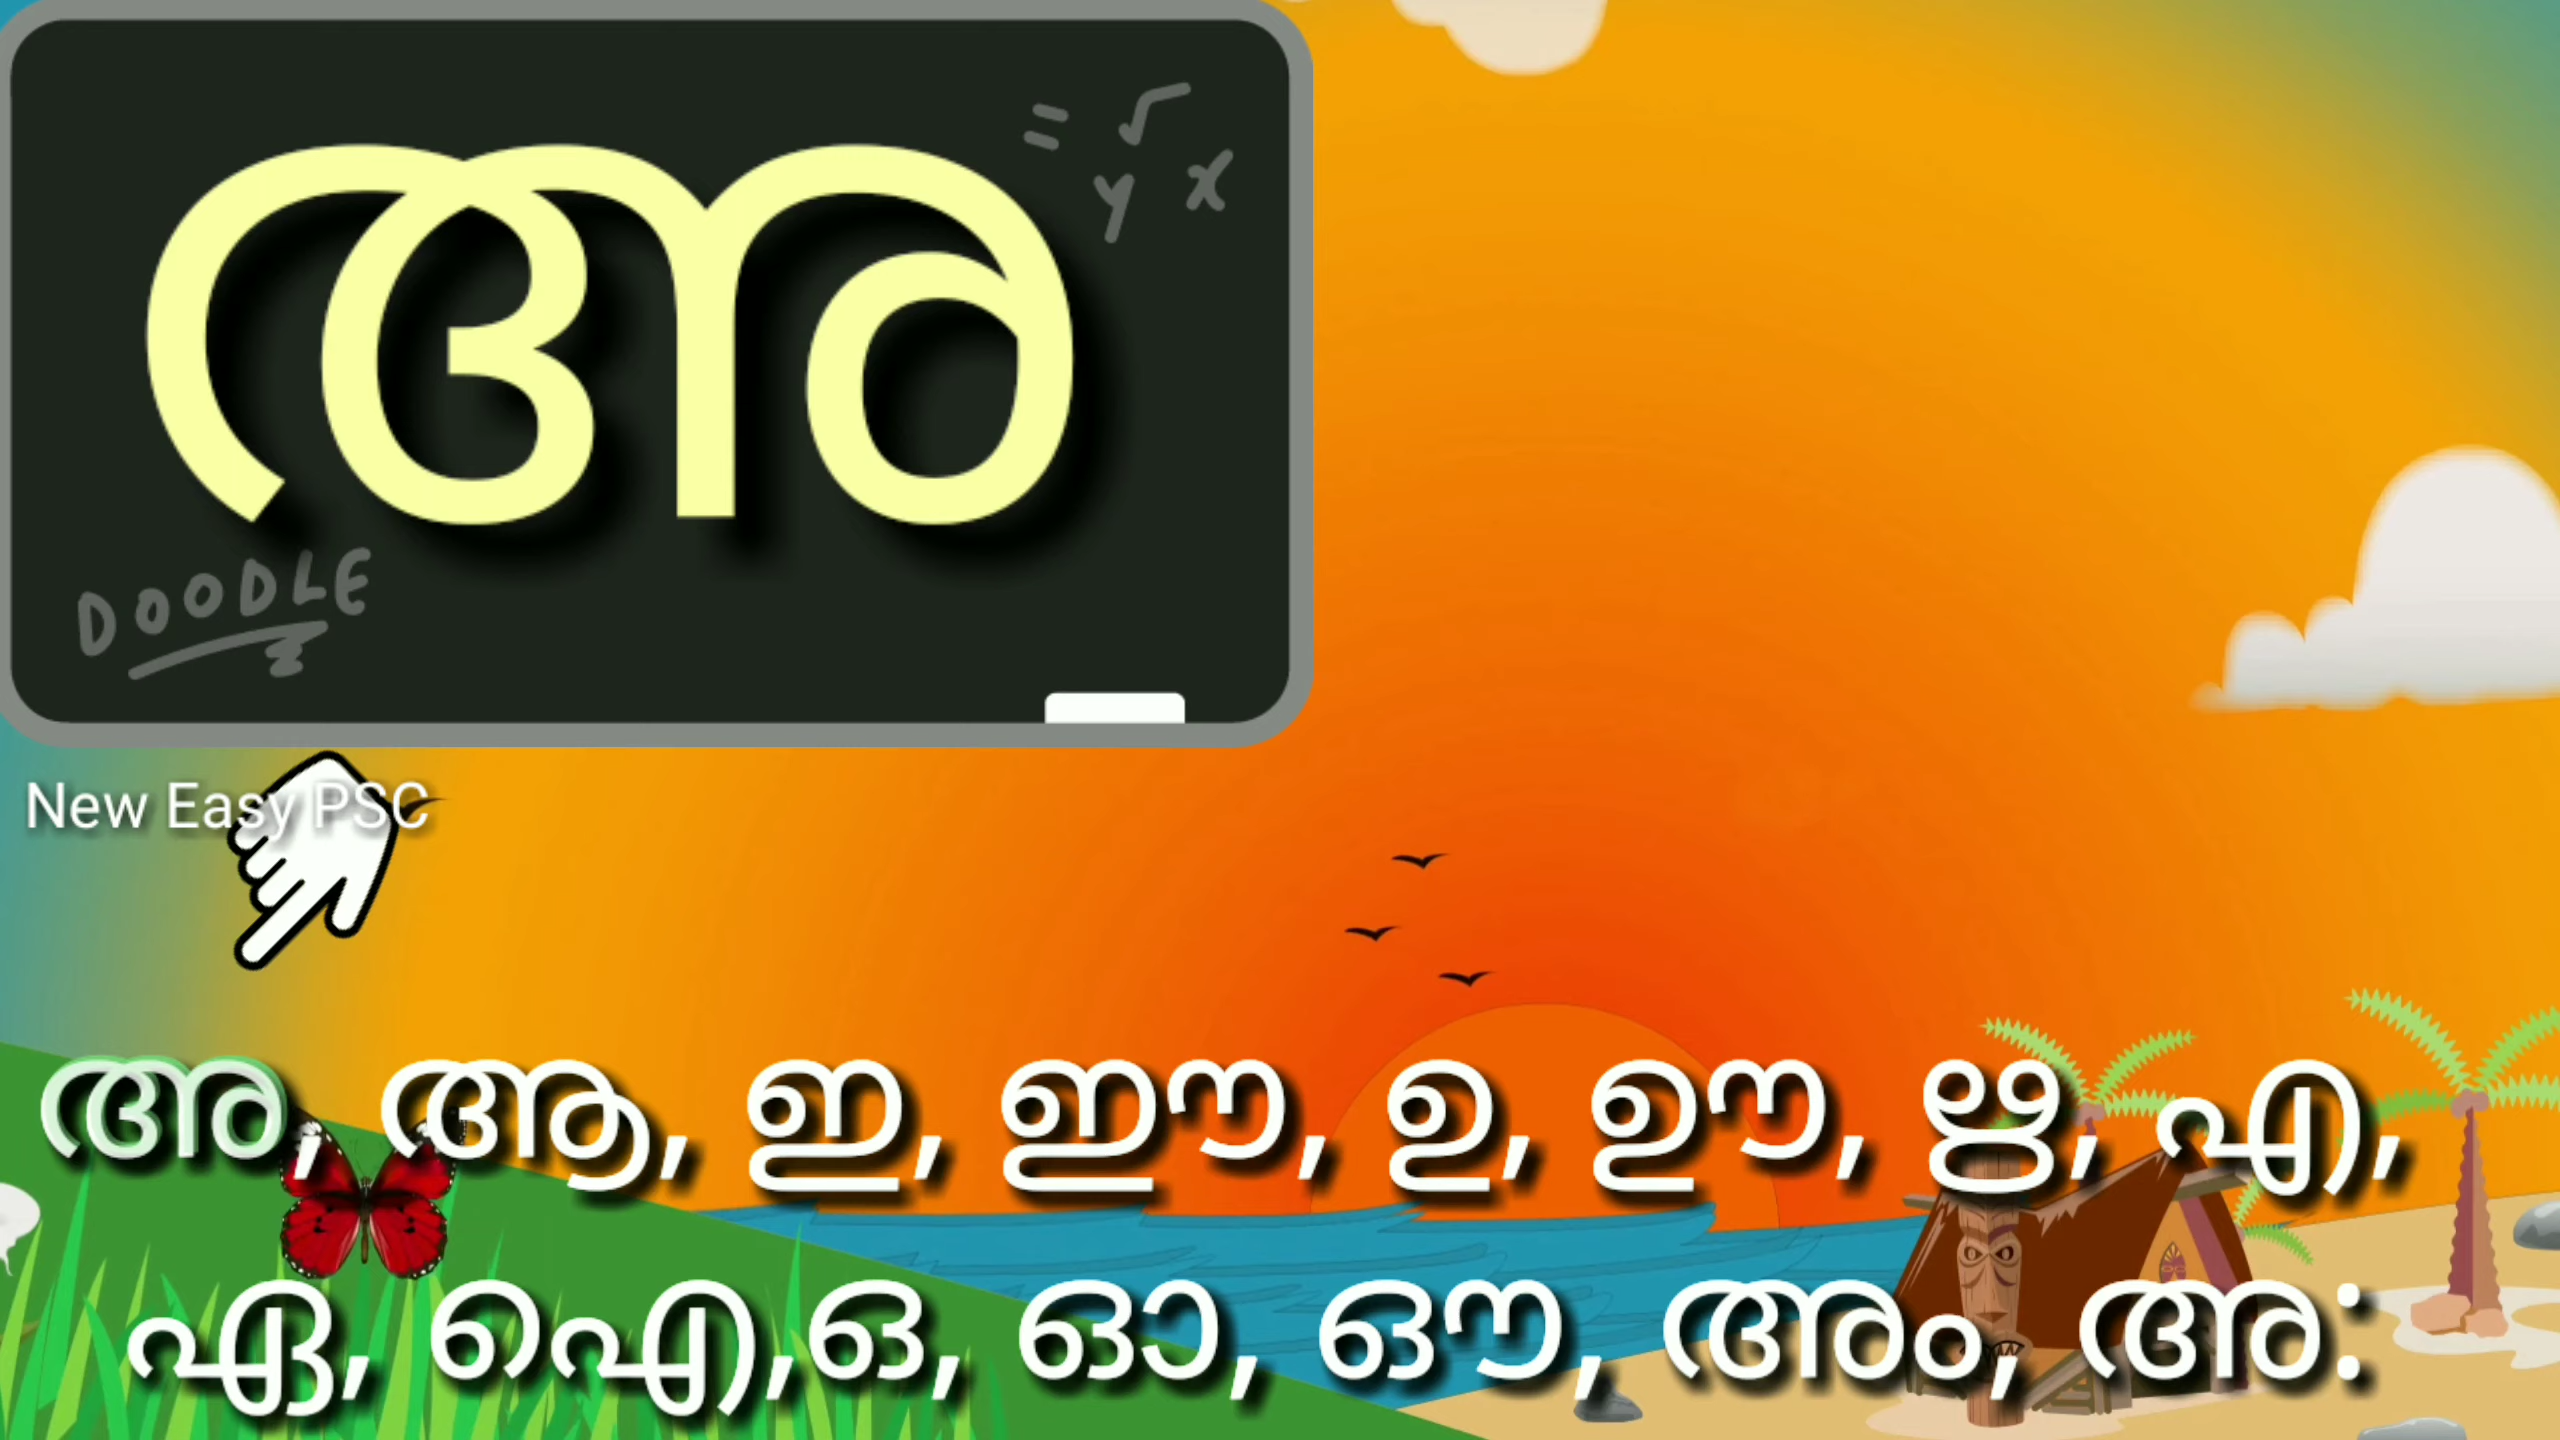 = √
y x
അ
DOODLE
New Easy PSC
അ, ആ, ഇ, ഈ, ഉ, ഊ, ഋ, എ,
ഏ, ഐ,ഒ, ഓ, ഔ, അം, അ: